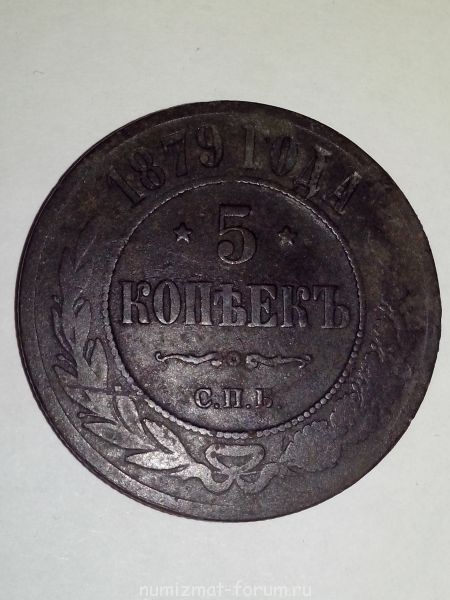 1879 ГОДА
5
КОПѢЕКЪ
С.П.Б.
numizmat-forum.ru